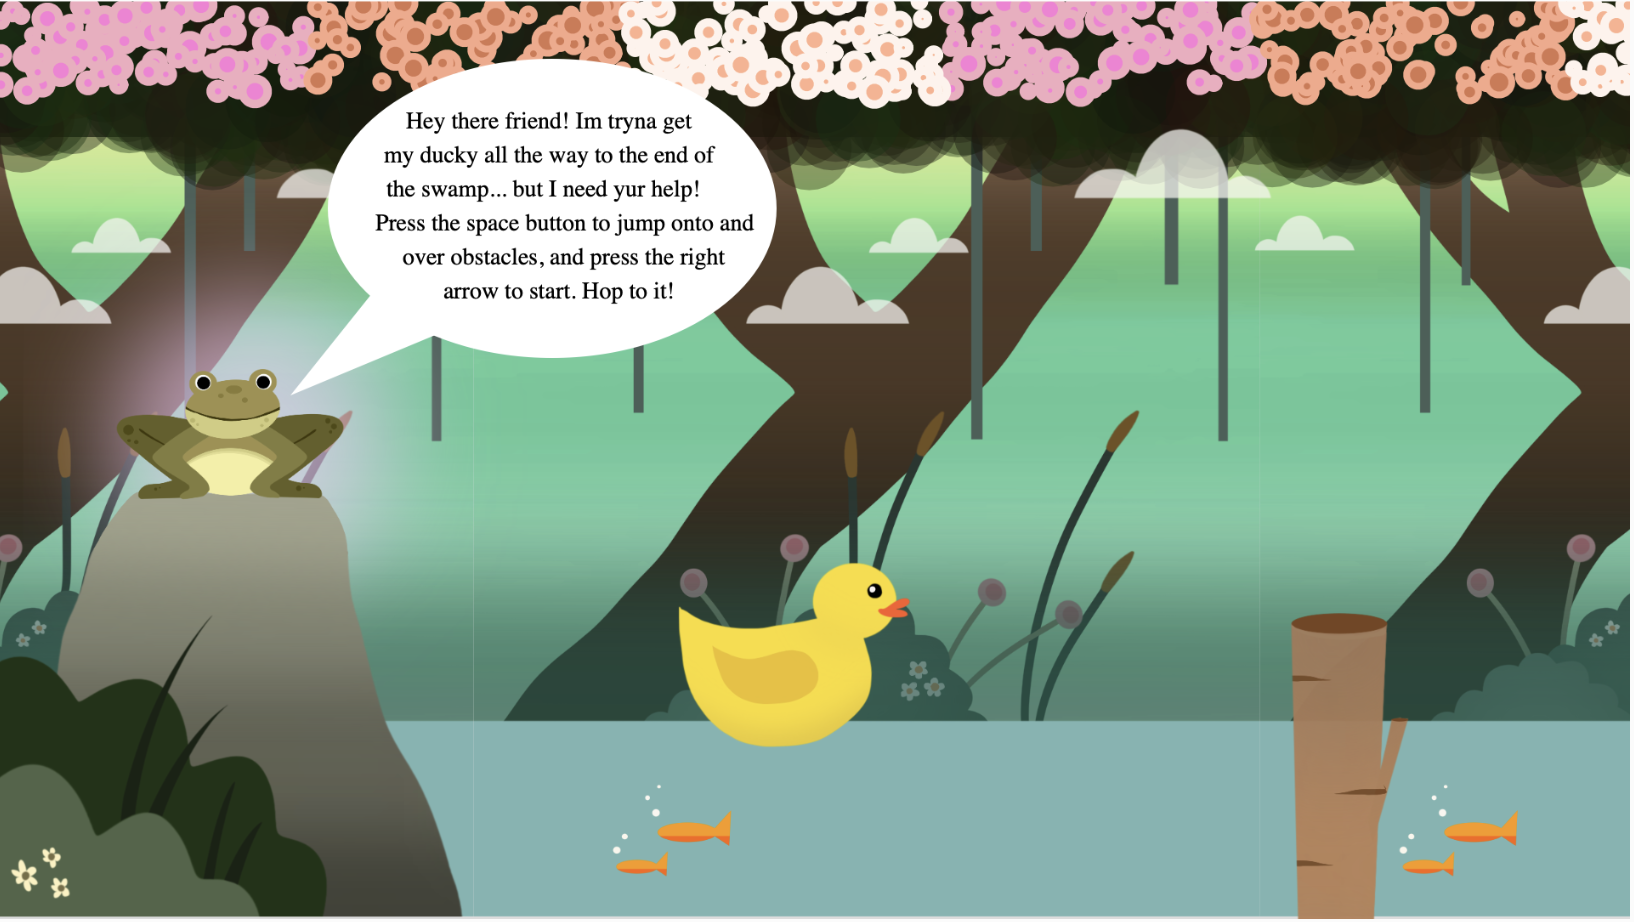 Hey there friend! Im tryna get
my ducky all the way to the end of
the swamp... but I need yur help!
Press the space button to jump onto and
over obstacles, and press the right
arrow to start. Hop to it!